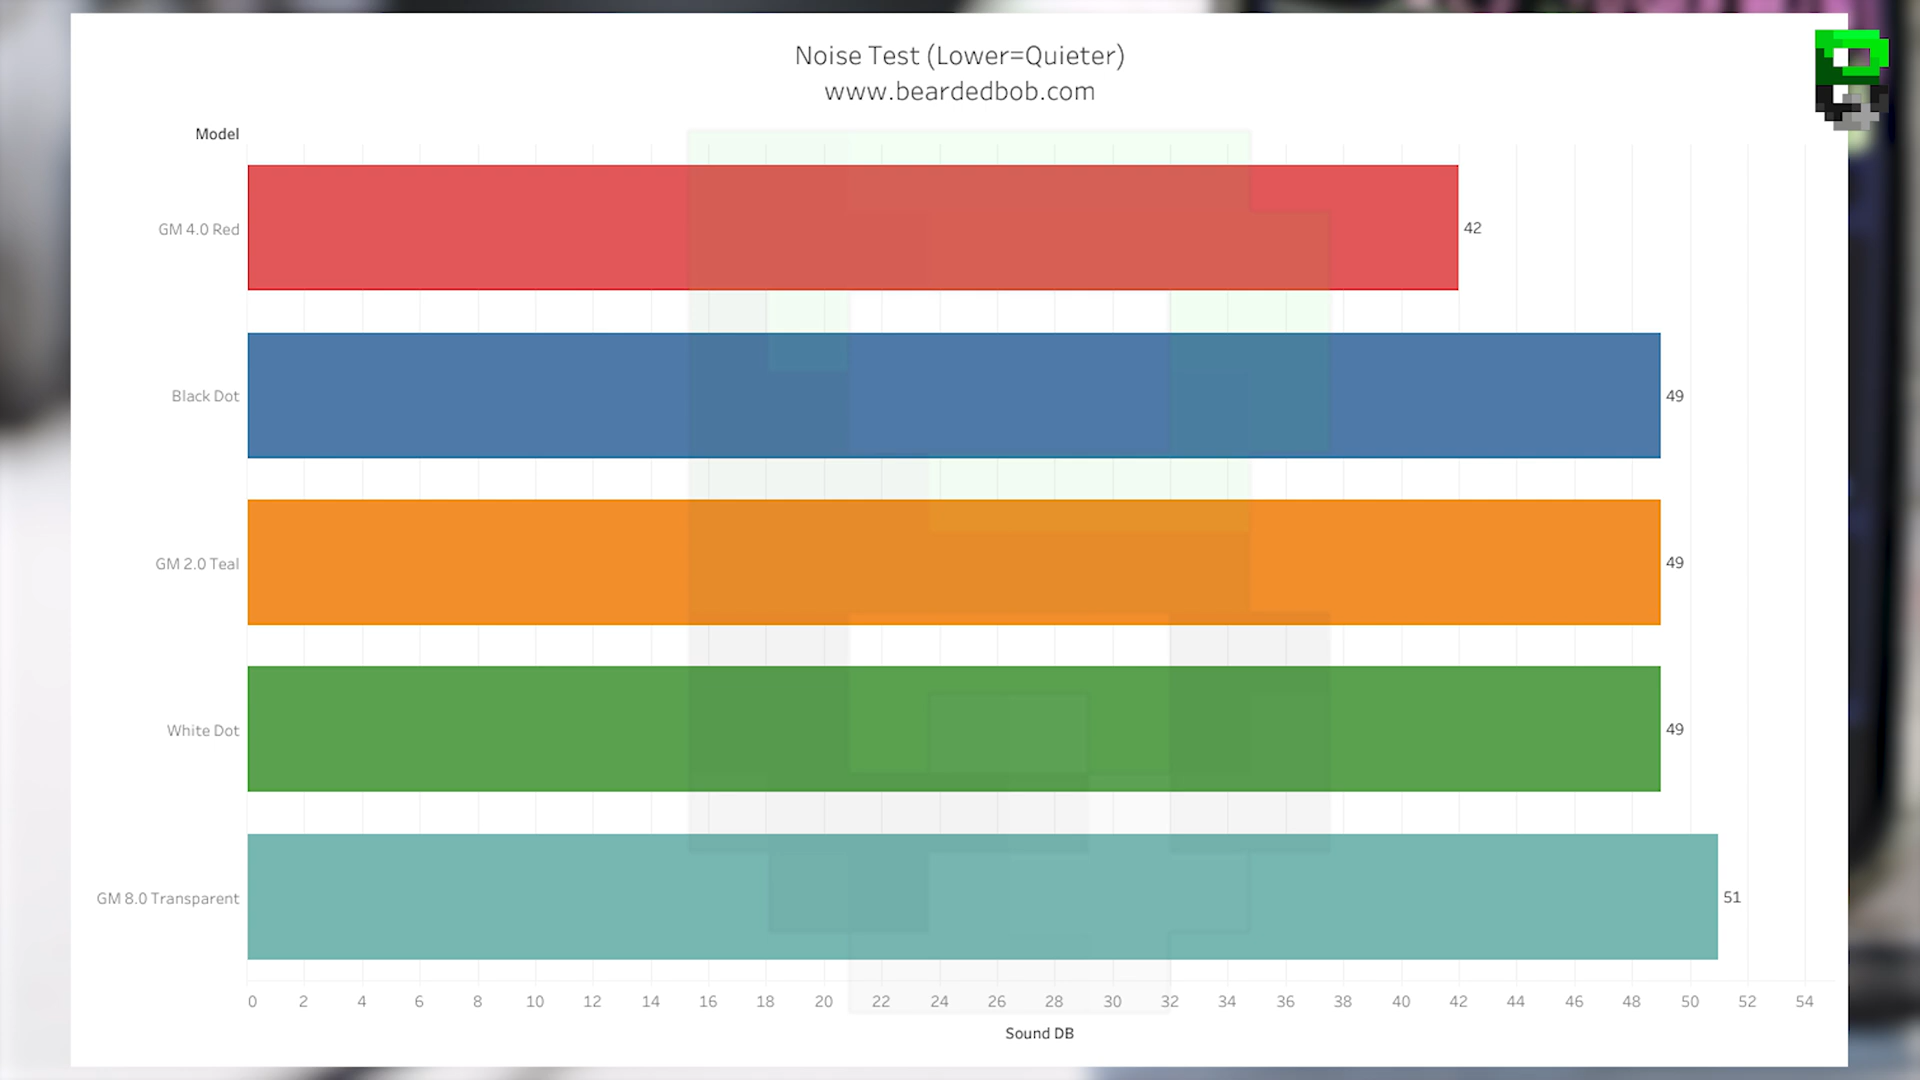 Noise Test (Lower=Quieter)
www.beardedbob.com
Model
GM 4.0 Red
42
Black Dot
49
GM 2.0 Teal
49
White Dot
49
GM 8.0 Transparent
51
0 2 4 6 8 10 12 14 16 18 20 22 24 26 28 30 32 34 36 38 40 42 44 46 48 50 52 54
Sound DB